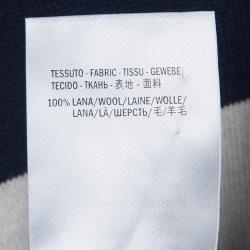 TESSUTO - FABRIC - TISSU - GEWEBE
TECIDO - ТКАНЬ - 表地 - 面料
100% LANA/WOOL/LAINE/WOLLE/
LANA/LÃ/ШЕРСТЬ/毛/羊毛